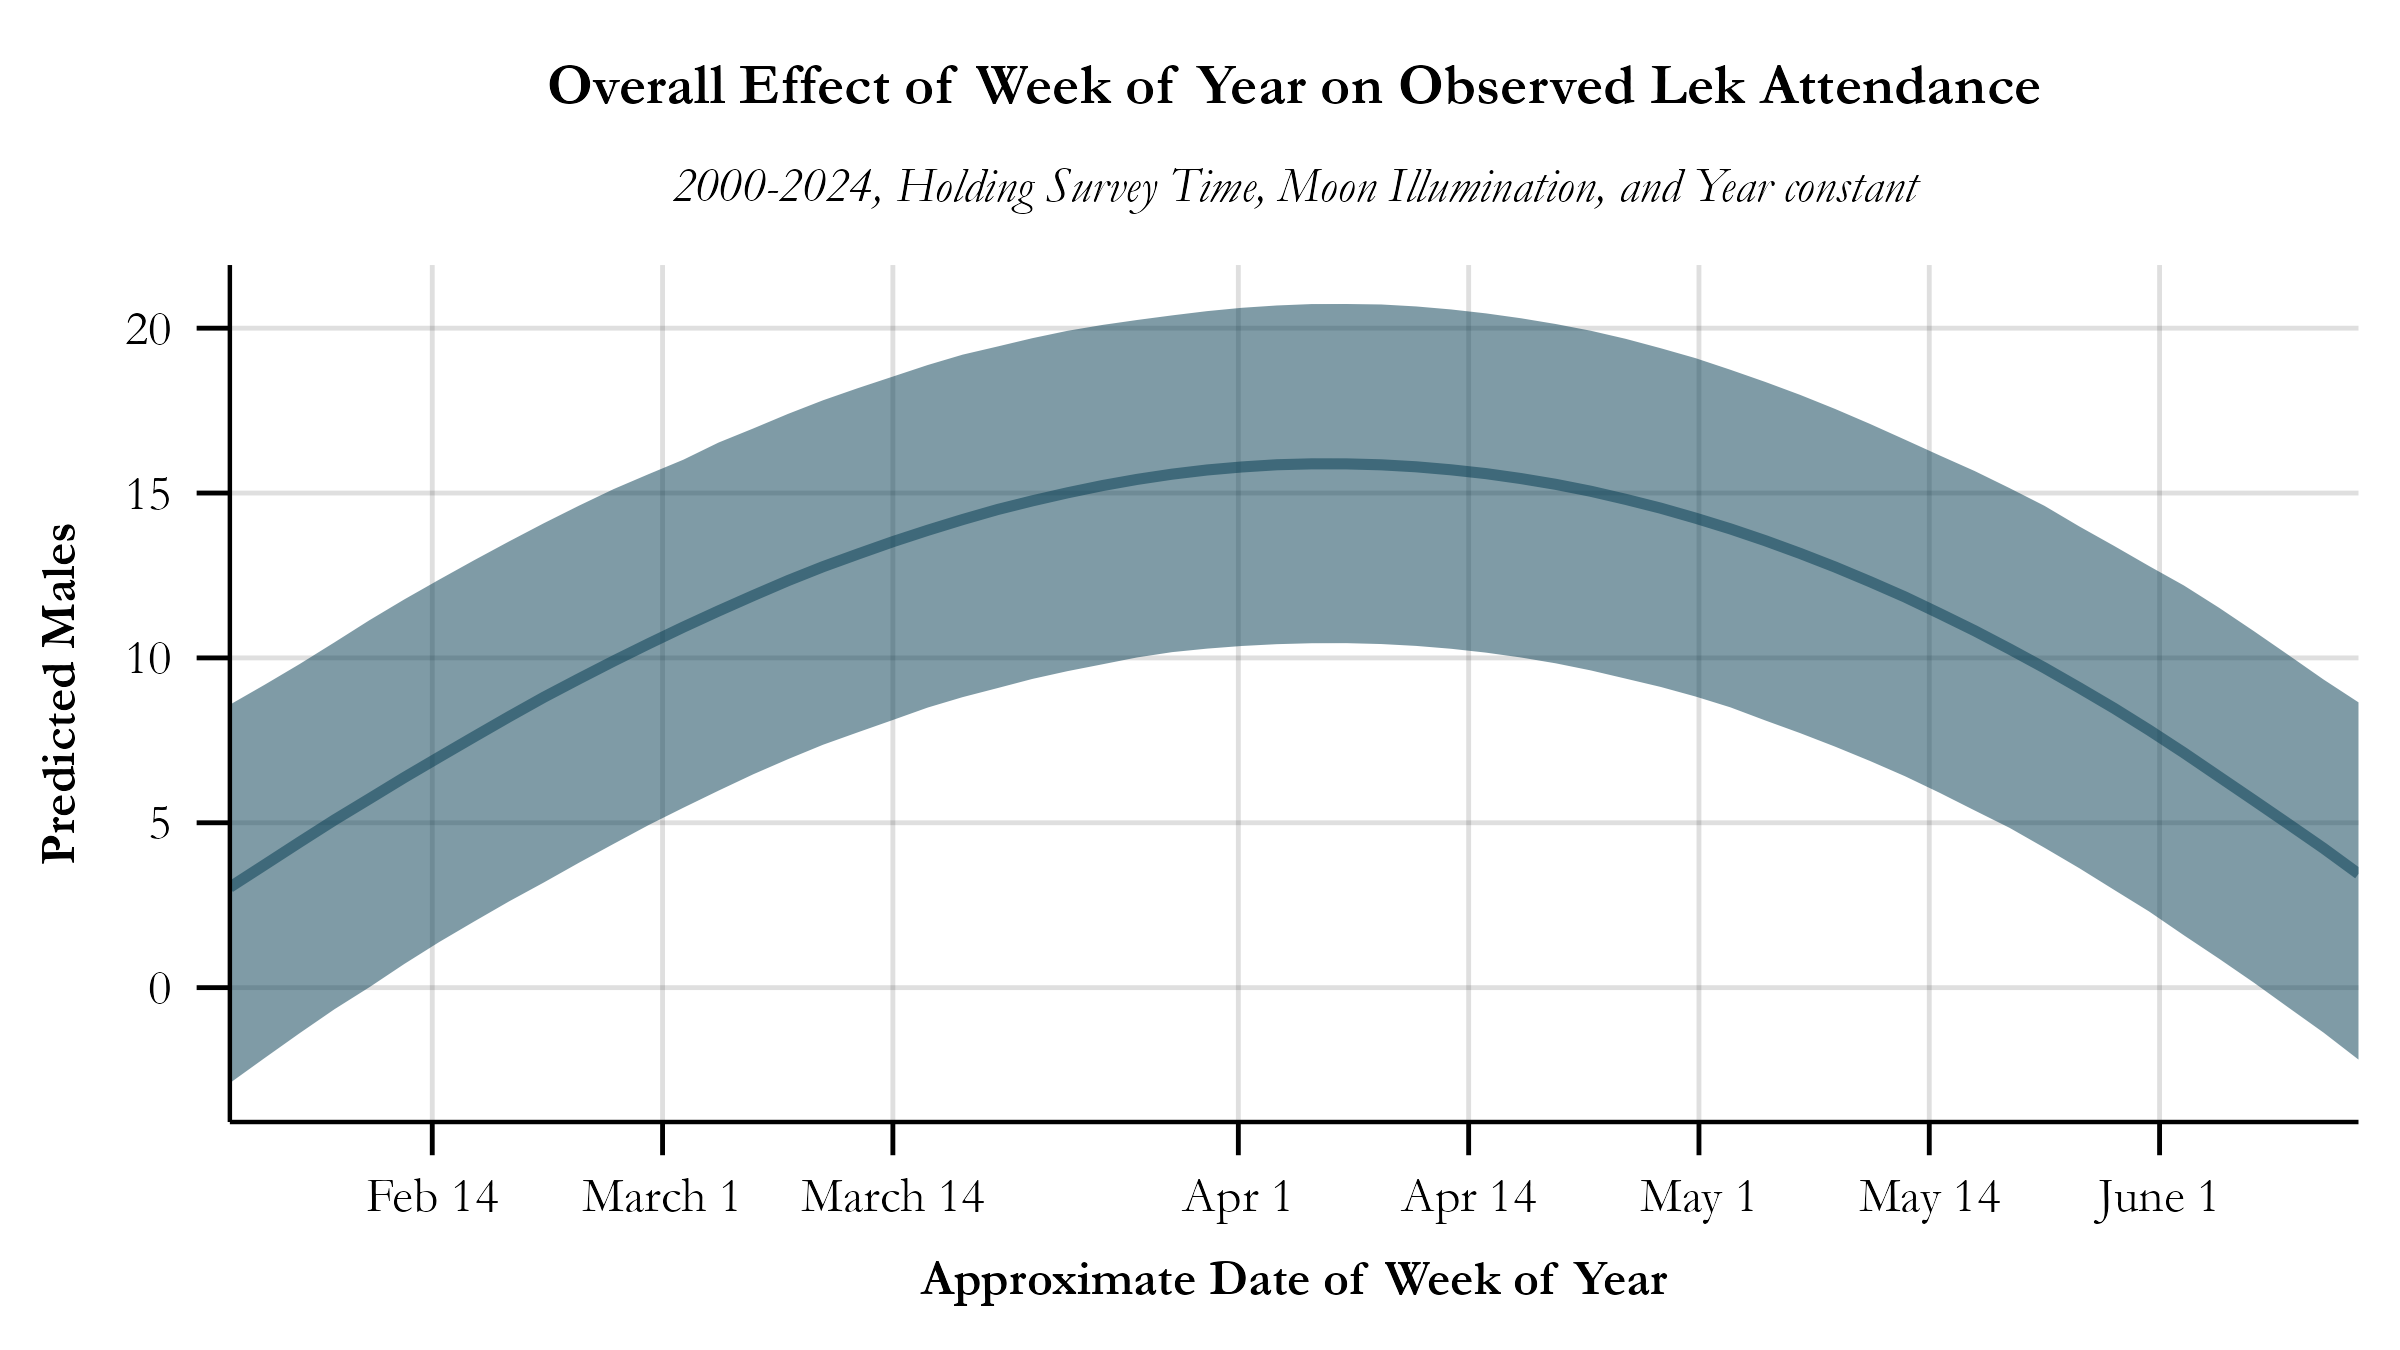 Overall Effect of Week of Year on Observed Lek Attendance
2000-2024, Holding Survey Time, Moon Illumination, and Year constant
Predicted Males
20
15
10
5
0
Feb 14 March 1 March 14 Apr 1 Apr 14 May 1 May 14 June 1
Approximate Date of Week of Year